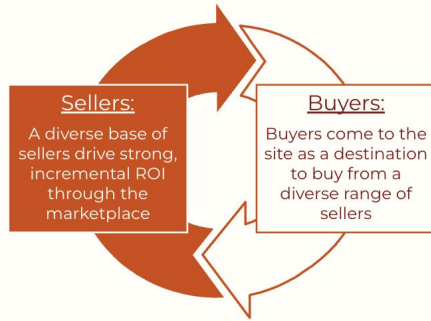 Sellers:
A diverse base of
sellers drive strong,
incremental ROI
through the
marketplace
Buyers:
Buyers come to the
site as a destination
to buy from a
diverse range of
sellers